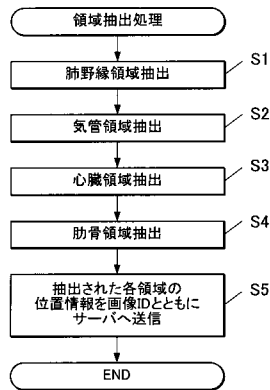 領域抽出処理
S1
肺野縁領域抽出
S2
気管領域抽出
S3
心臓領域抽出
S4
肋骨領域抽出
S5
抽出された各領域の
位置情報を画像IDとともに
サーバへ送信
END